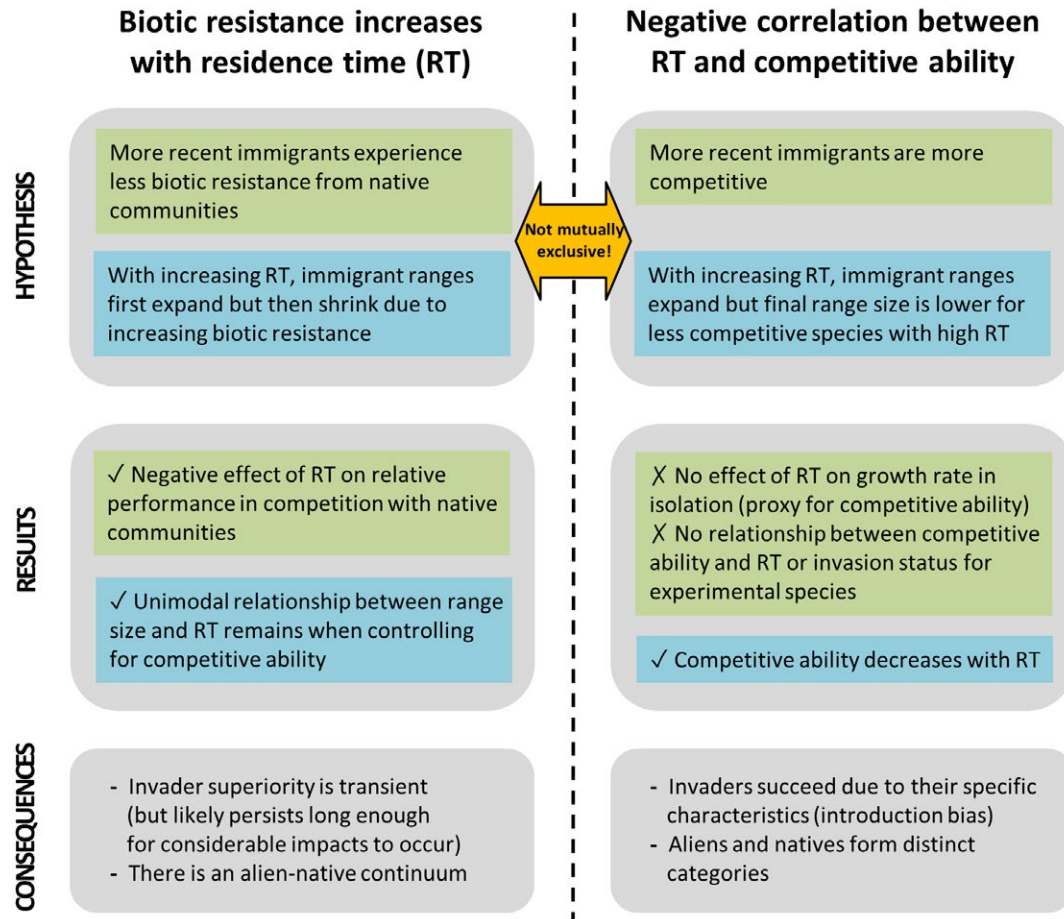 Biotic resistance increases
with residence time (RT)
Negative correlation between
RT and competitive ability
HYPOTHESIS
More recent immigrants experience
less biotic resistance from native
communities
With increasing RT, immigrant ranges
first expand but then shrink due to
increasing biotic resistance
Not mutually
exclusive!
More recent immigrants are more
competitive
With increasing RT, immigrant ranges
expand but final range size is lower for
less competitive species with high RT
RESULTS
✓ Negative effect of RT on relative
performance in competition with native
communities
✓ Unimodal relationship between range
size and RT remains when controlling
for competitive ability
✗ No effect of RT on growth rate in
isolation (proxy for competitive ability)
✗ No relationship between competitive
ability and RT or invasion status for
experimental species
✓ Competitive ability decreases with RT
CONSEQUENCES
- Invader superiority is transient
(but likely persists long enough
for considerable impacts to occur)
- There is an alien-native continuum
- Invaders succeed due to their specific
characteristics (introduction bias)
- Aliens and natives form distinct
categories